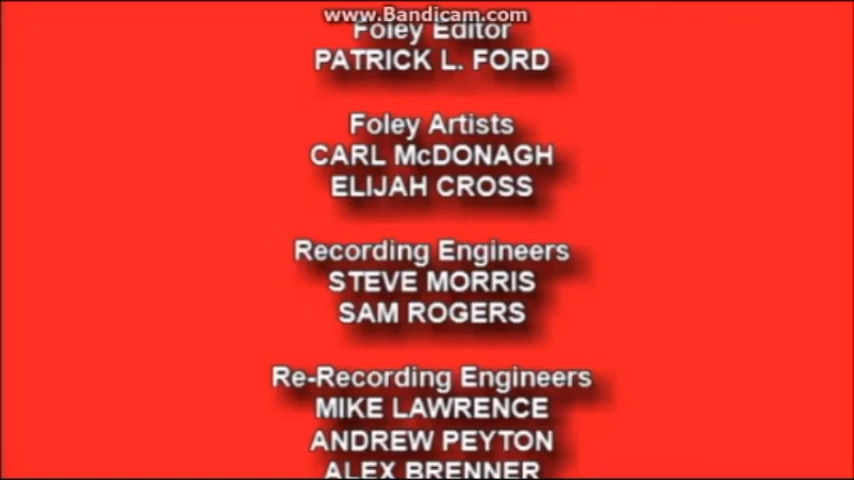 www.Bandicam.com
Foley Editor
PATRICK L. FORD
Foley Artists
CARL McDONAGH
ELIJAH CROSS
Recording Engineers
STEVE MORRIS
SAM ROGERS
Re-Recording Engineers
MIKE LAWRENCE
ANDREW PEYTON
ALEX BRENNER